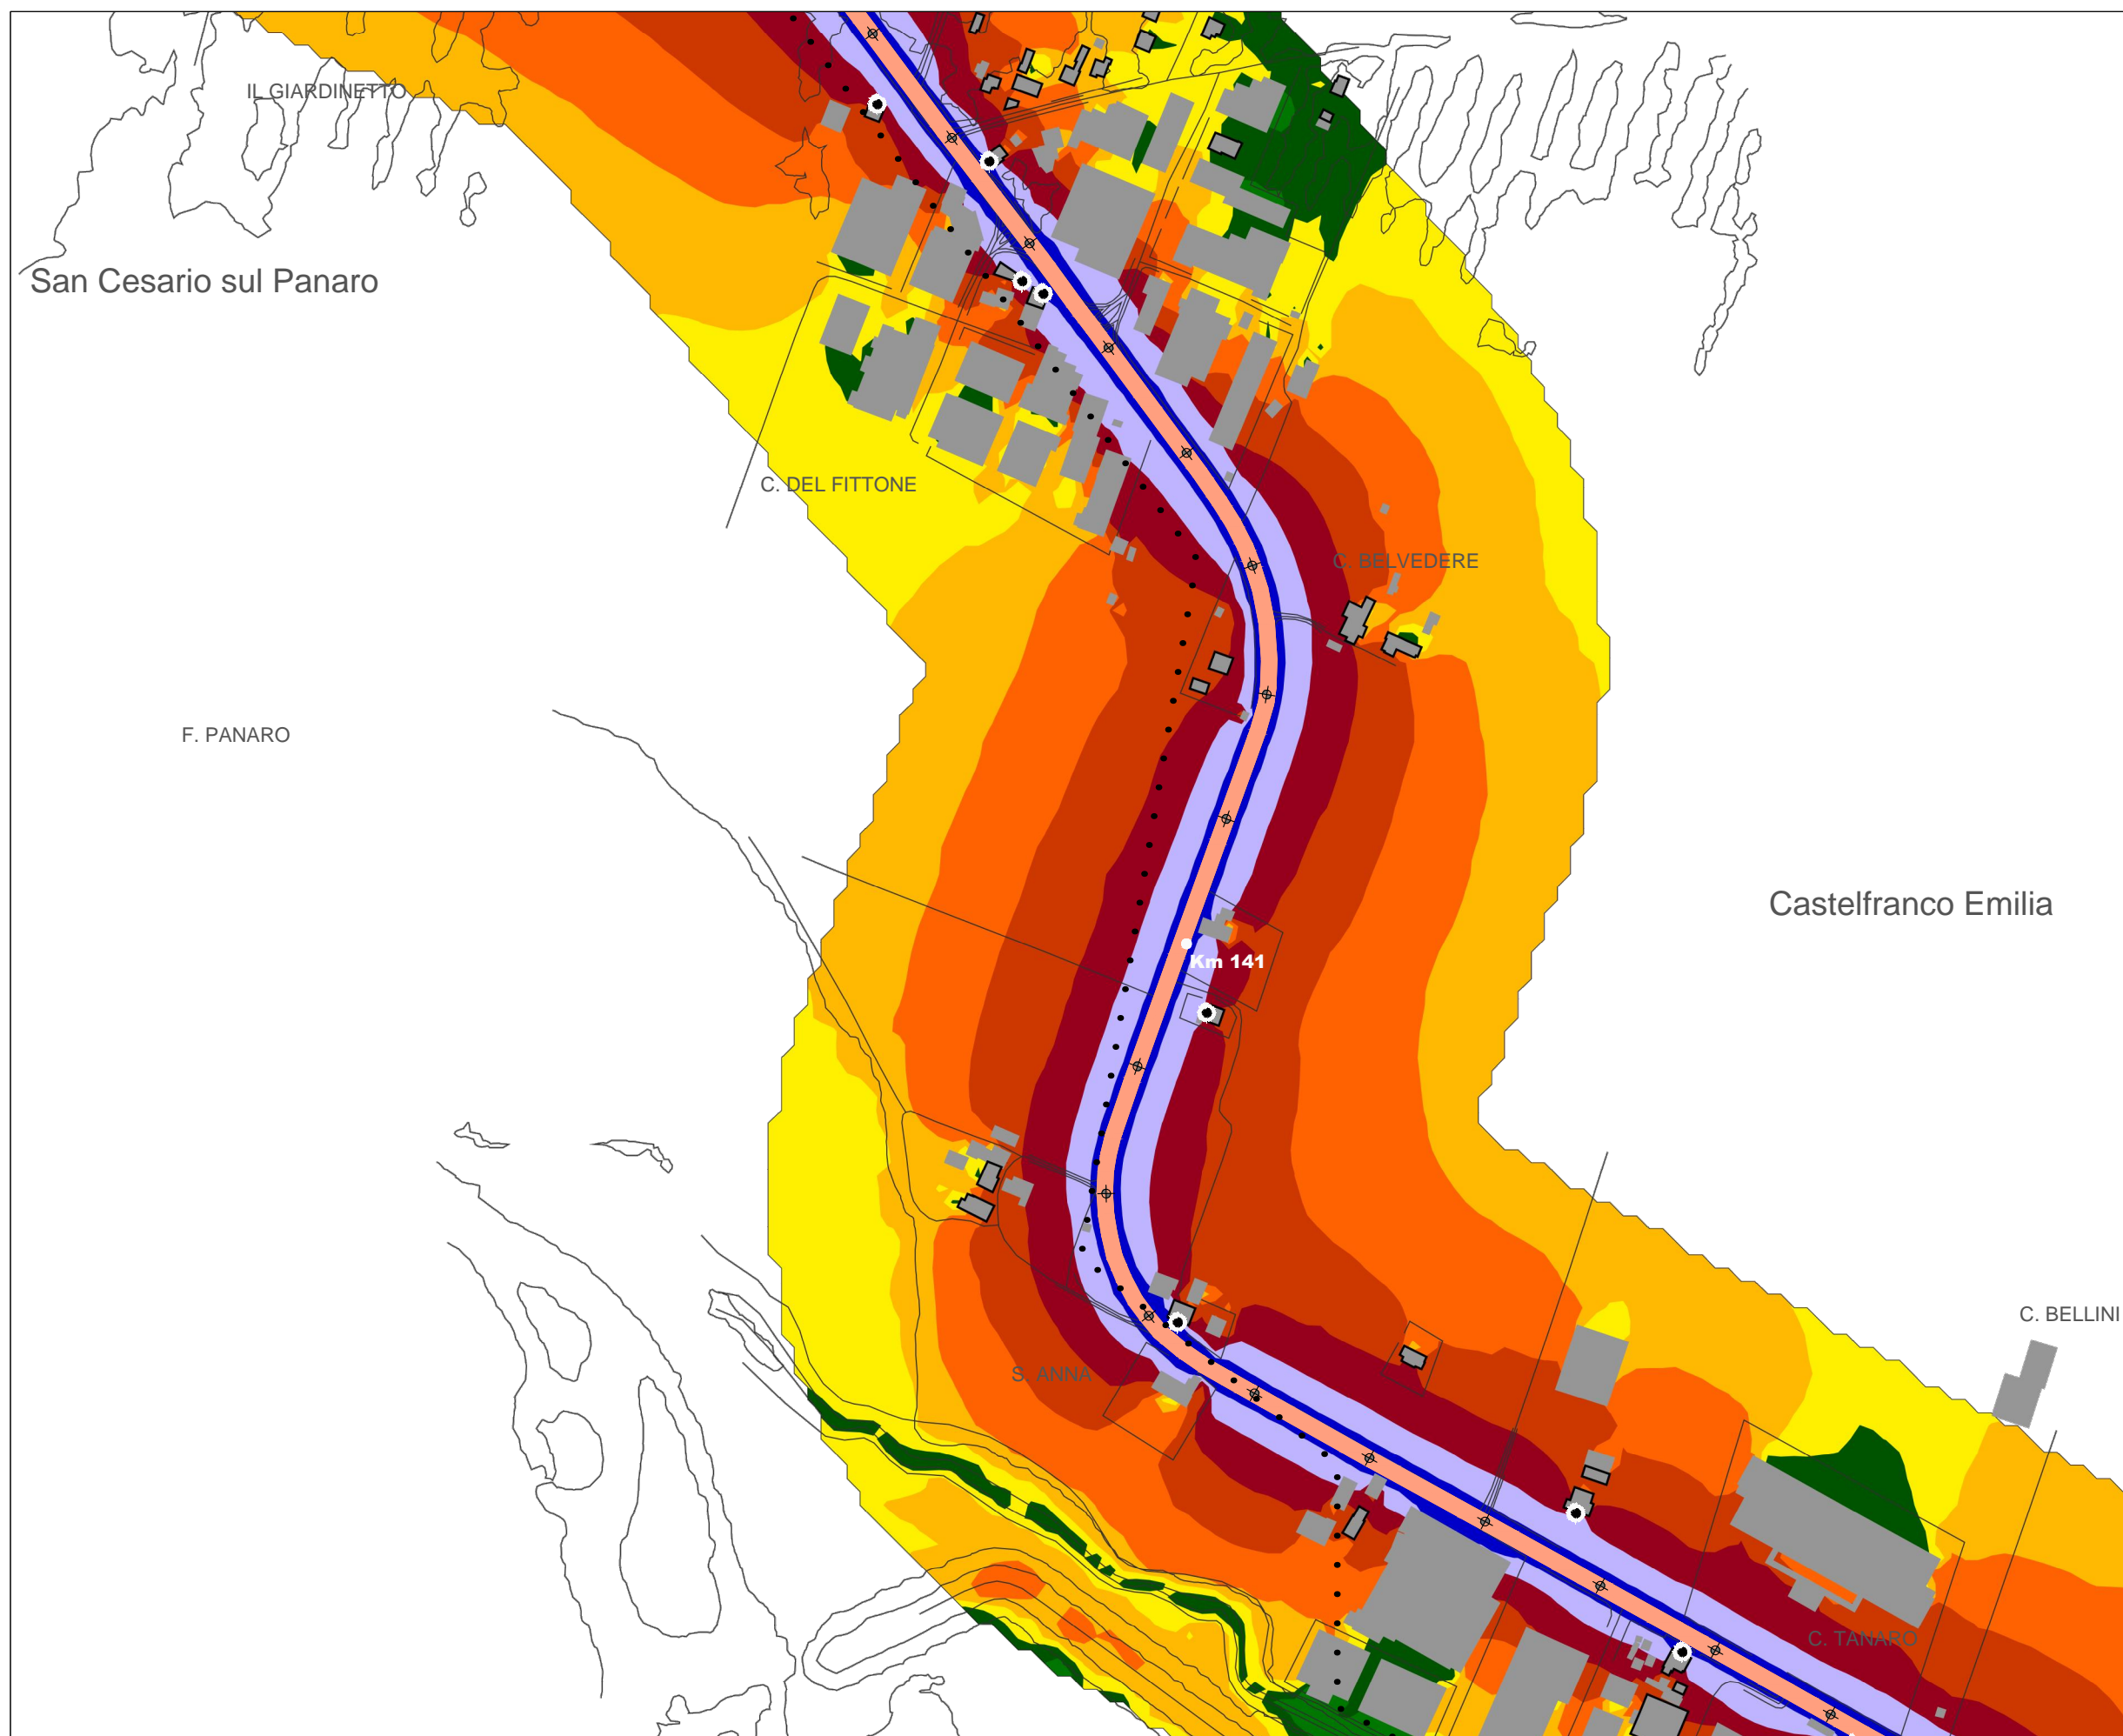 IL GIARDINETTO
San Cesario sul Panaro
C. DEL FITTONE
C. BELVEDERE
F. PANARO
Castelfranco Emilia
Km 141
C. BELLINI
S. ANNA
C. TANARO